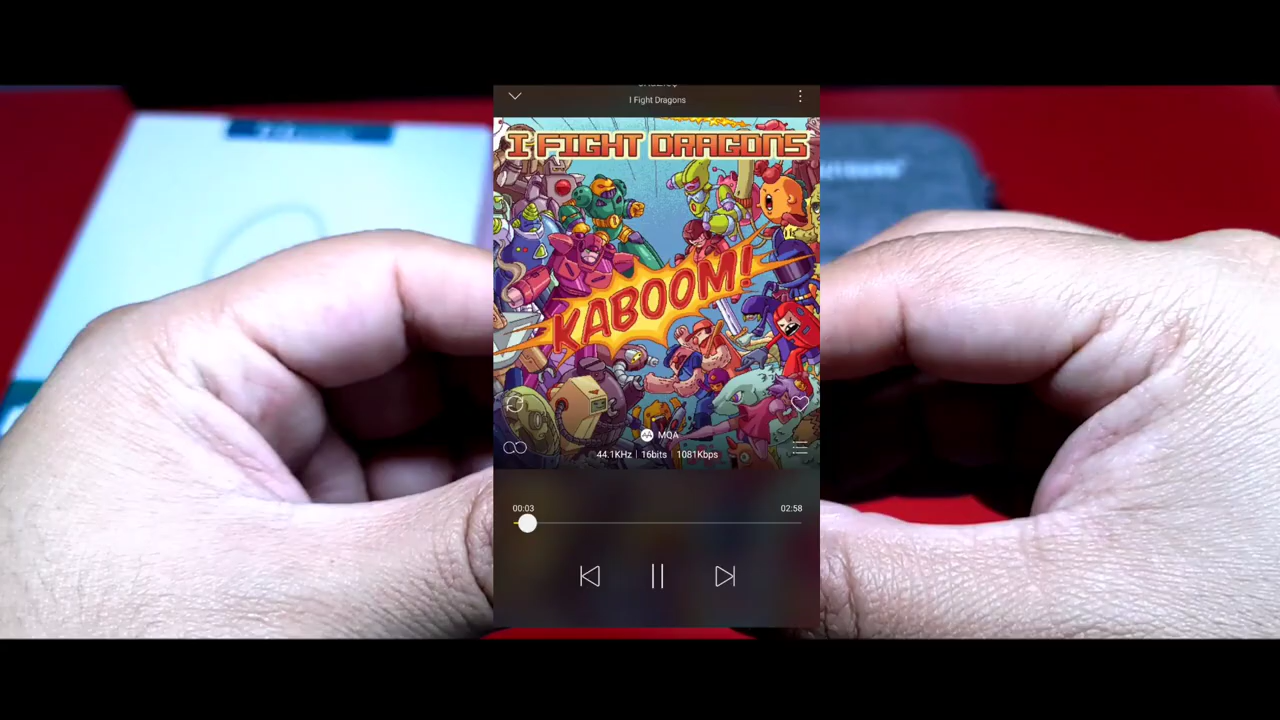 I Fight Dragons
I FIGHT DRAGONS
KABOOM!
MQA
44.1KHz | 16bits | 1081Kbps
00:03
02:58